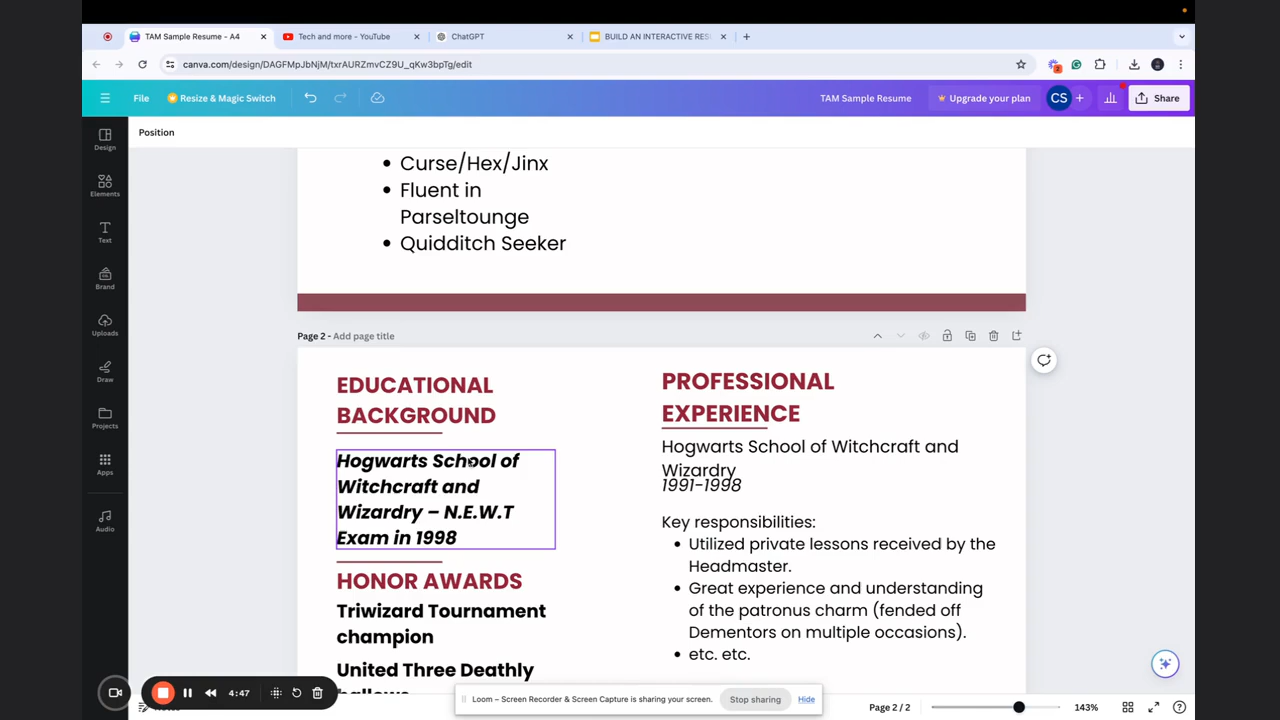 TAM Sample Resume - A4
Tech and more - YouTube
ChatGPT
BUILD AN INTERACTIVE RES
canva.com/design/DAGFMpJbNjM/txrAURZmvCZ9U_qKw3bpTg/edit
File
Resize & Magic Switch
TAM Sample Resume
Upgrade your plan
CS
Share
Position
Design
Elements
Text
Brand
Uploads
Draw
Projects
Apps
Audio
Curse/Hex/Jinx
Fluent in
Parseltounge
Quidditch Seeker
Page 2 - Add page title
EDUCATIONAL
BACKGROUND
Hogwarts School of
Witchcraft and
Wizardry – N.E.W.T
Exam in 1998
HONOR AWARDS
Triwizard Tournament
champion
United Three Deathly
hallows
PROFESSIONAL
EXPERIENCE
Hogwarts School of Witchcraft and
Wizardry
1991-1998
Key responsibilities:
Utilized private lessons received by the
Headmaster.
Great experience and understanding
of the patronus charm (fended off
Dementors on multiple occasions).
etc. etc.
4:47
Loom – Screen Recorder & Screen Capture is sharing your screen.
Stop sharing
Hide
Notes
Page 2 / 2
143%